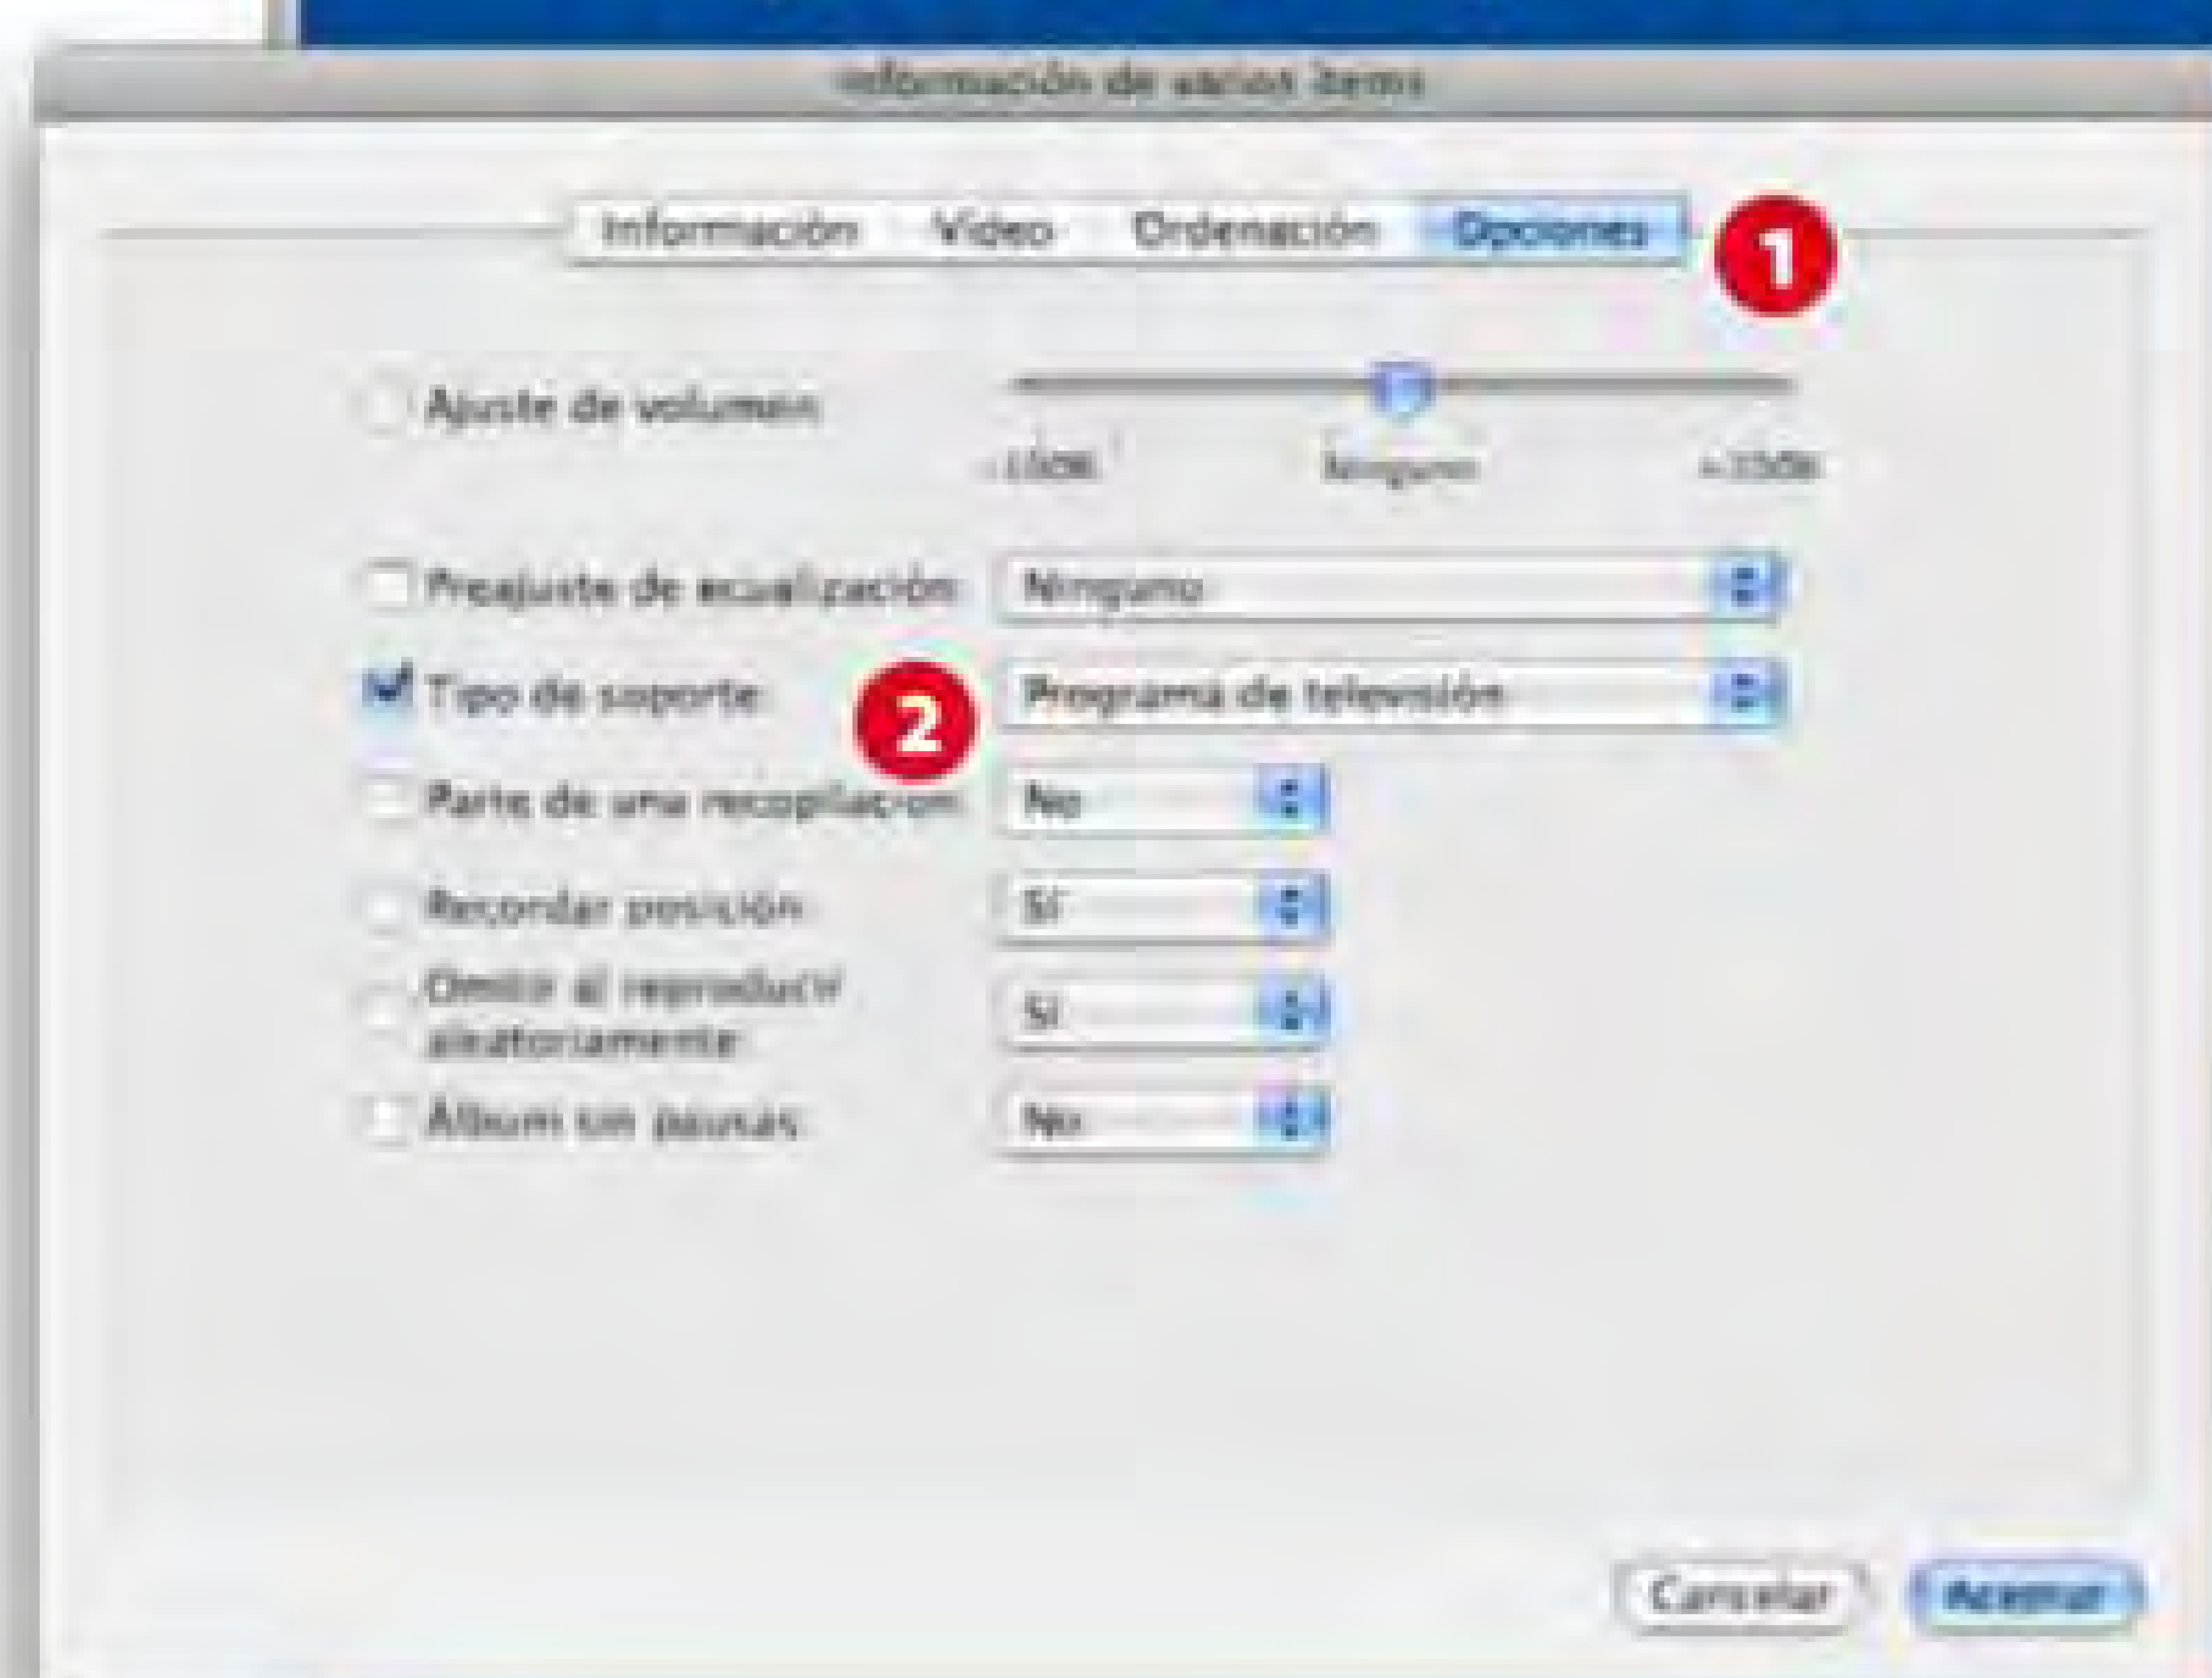 Información de varios ítems
Información Vídeo Ordenación Opciones
1
Ajuste de volumen:
Ninguno
Preajuste de ecualización: Ninguno
Tipo de soporte: 2 Programa de televisión
Parte de una recopilación: No
Recordar posición: Sí
Omitir al reproducir
aleatoriamente: Sí
Álbum sin pausas: No
Cancelar Aceptar